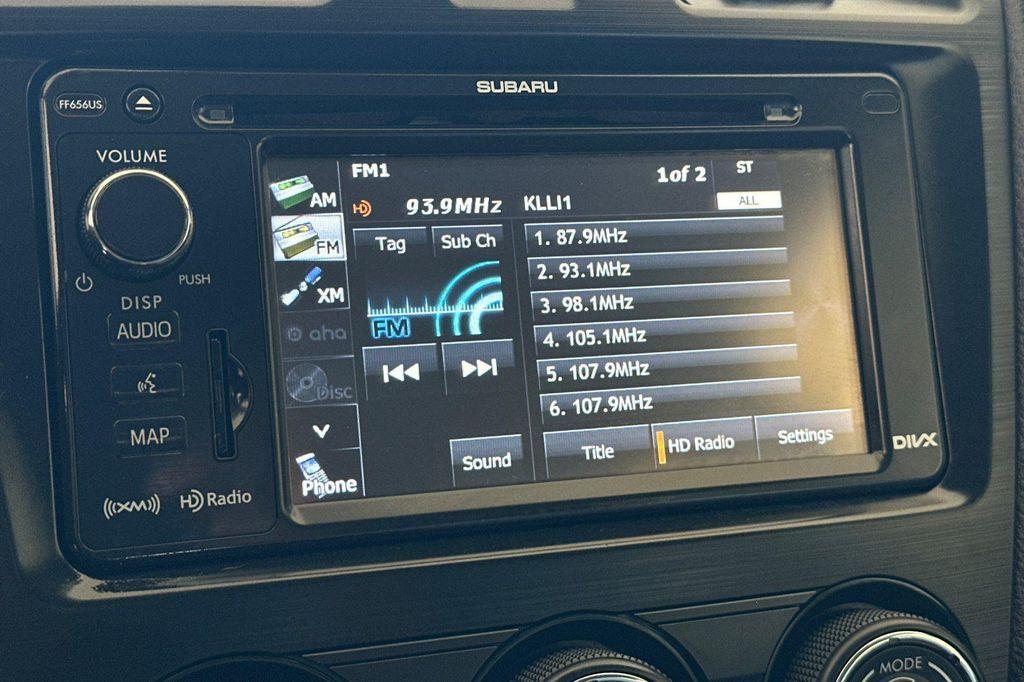 SUBARU
FF656US
VOLUME
PUSH
DISP
AUDIO
MAP
((XM))
HD Radio
DIVX
AM
FM
XM
aha
Disc
Phone
FM1
1 of 2
ST
HD
93.9MHz
KLLI1
ALL
Tag
Sub Ch
FM
1. 87.9MHz
2. 93.1MHz
3. 98.1MHz
4. 105.1MHz
5. 107.9MHz
6. 107.9MHz
Sound
Title
HD Radio
Settings
MODE